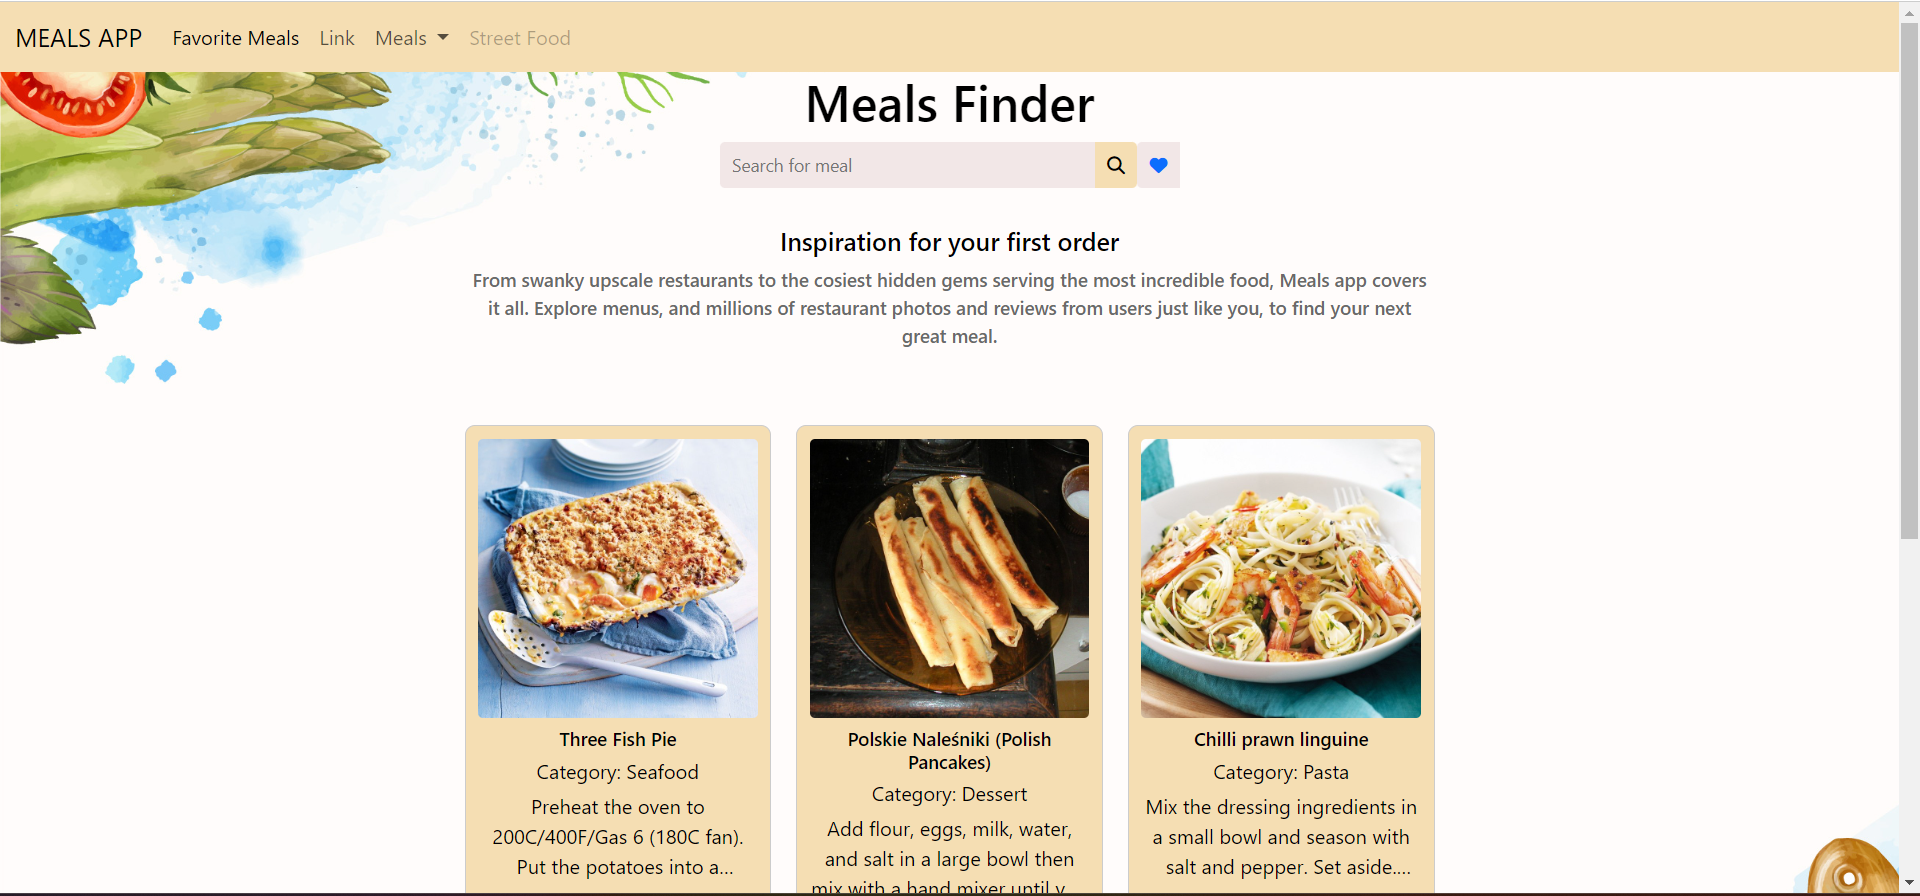 MEALS APP Favorite Meals Link Meals Street Food
Meals Finder
Search for meal
Inspiration for your first order
From swanky upscale restaurants to the cosiest hidden gems serving the most incredible food, Meals app covers
it all. Explore menus, and millions of restaurant photos and reviews from users just like you, to find your next
great meal.
Three Fish Pie
Category: Seafood
Preheat the oven to
200C/400F/Gas 6 (180C fan).
Put the potatoes into a...
Polskie Naleśniki (Polish
Pancakes)
Category: Dessert
Add flour, eggs, milk, water,
and salt in a large bowl then
mix with a hand mixer until y...
Chilli prawn linguine
Category: Pasta
Mix the dressing ingredients in
a small bowl and season with
salt and pepper. Set aside....